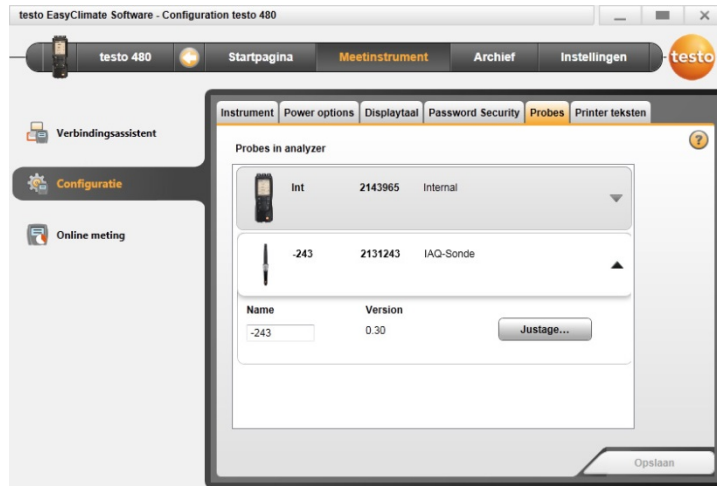 testo EasyClimate Software - Configuration testo 480
testo 480 Startpagina Meetinstrument Archief Instellingen testo
Instrument Power options Displaytaal Password Security Probes Printer teksten
Verbindingsassistent
Configuratie
Online meting
Probes in analyzer ?
Int 2143965 Internal
-243 2131243 IAQ-Sonde
Name Version
-243 0.30 Justage...
Opslaan